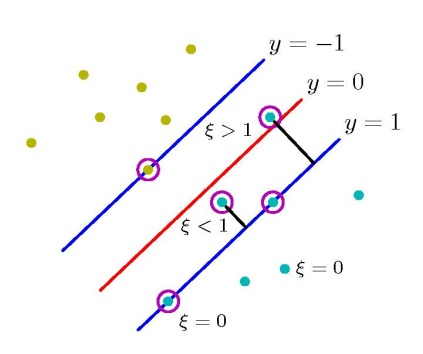 y = −1
y = 0
y = 1
ξ > 1
ξ < 1
ξ = 0
ξ = 0